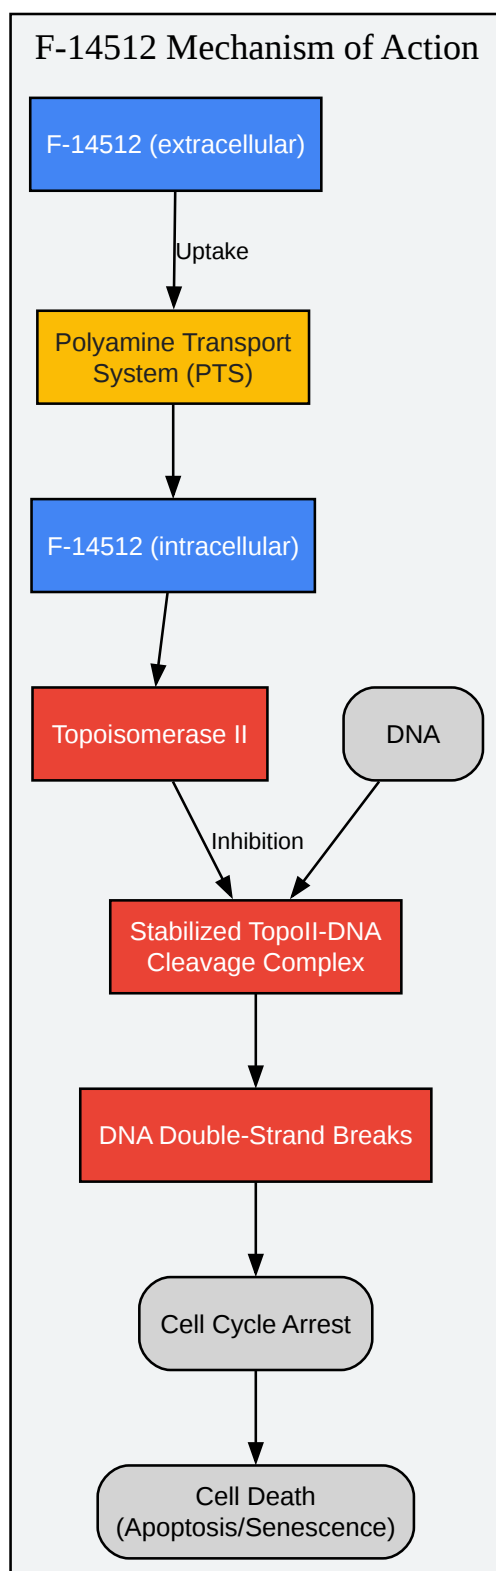 F-14512 Mechanism of Action
F-14512 (extracellular)
Uptake
Polyamine Transport
System (PTS)
F-14512 (intracellular)
Topoisomerase II
DNA
Inhibition
Stabilized TopoII-DNA
Cleavage Complex
DNA Double-Strand Breaks
Cell Cycle Arrest
Cell Death
(Apoptosis/Senescence)